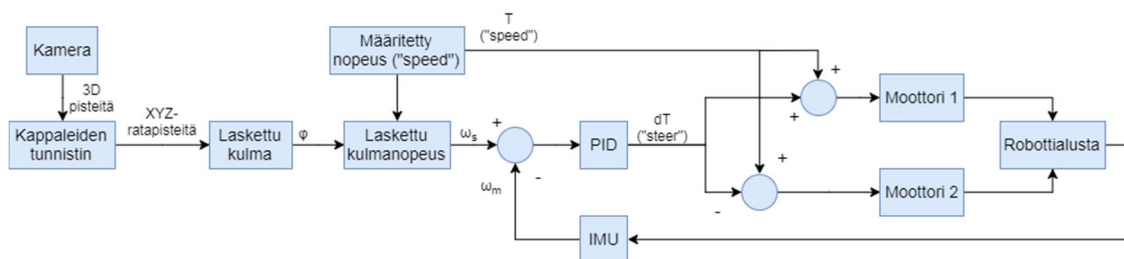 Kamera
3D
pisteitä
Kappaleiden
tunnistin
XYZ-
ratapisteitä
Laskettu
kulma
φ
Määritetty
nopeus ("speed")
Laskettu
kulmanopeus
ωs
+
-
ωm
PID
IMU
dT
("steer")
T
("speed")
+
+
+
-
Moottori 1
Moottori 2
Robottialusta